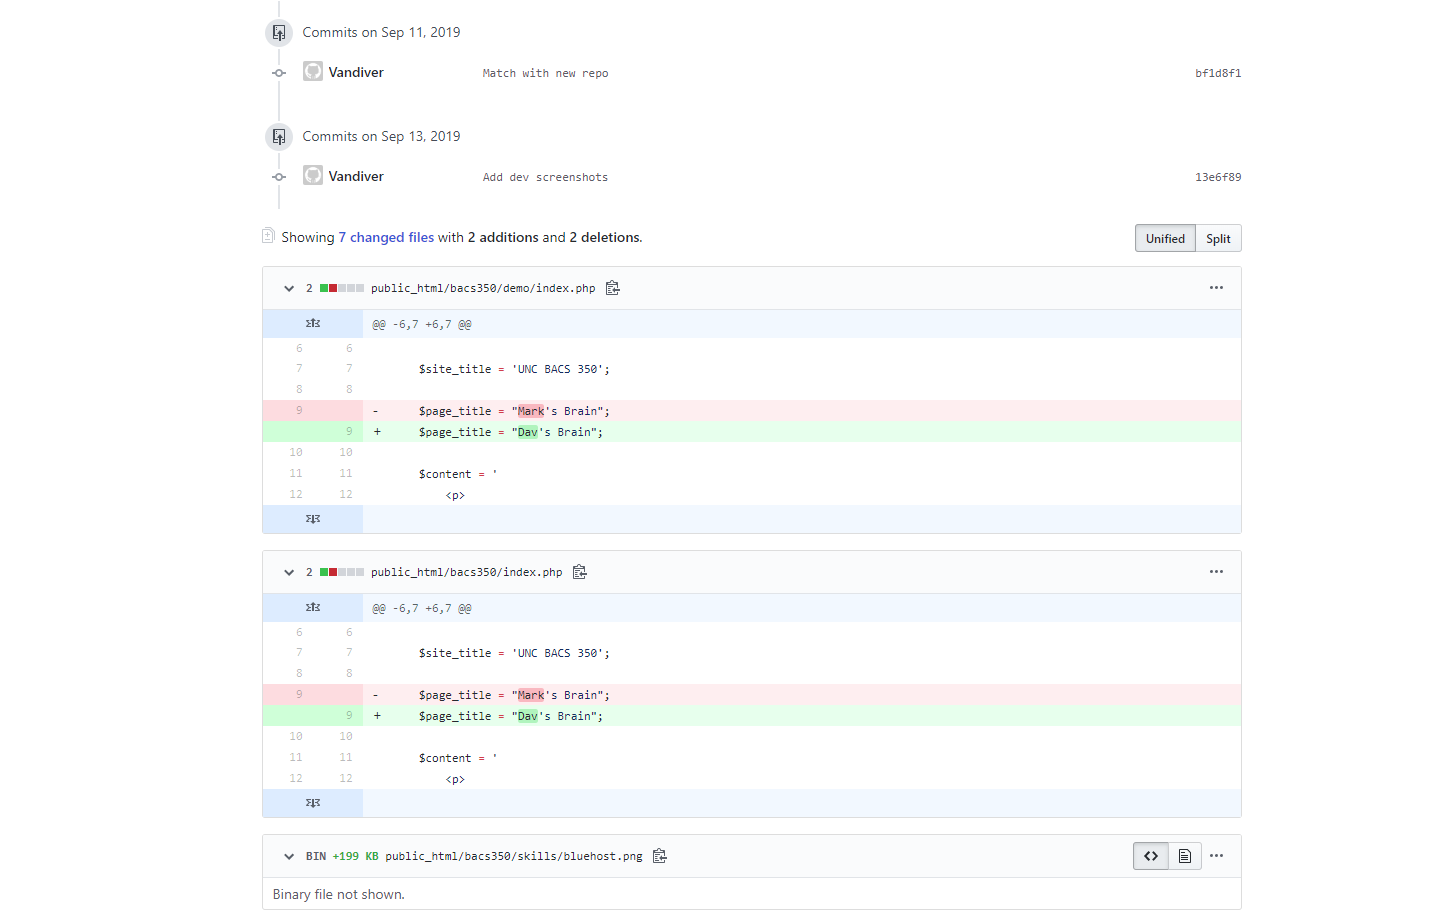 Commits on Sep 11, 2019
Vandiver Match with new repo bf1d8f1
Commits on Sep 13, 2019
Vandiver Add dev screenshots 13e6f89
Showing 7 changed files with 2 additions and 2 deletions.
Unified Split
2 public_html/bacs350/demo/index.php
@@ -6,7 +6,7 @@
6 6
7 7 $site_title = 'UNC BACS 350';
8 8
9 - $page_title = "Mark's Brain";
9 + $page_title = "Dav's Brain";
10 10
11 11 $content = '
12 12 <p>
2 public_html/bacs350/index.php
@@ -6,7 +6,7 @@
6 6
7 7 $site_title = 'UNC BACS 350';
8 8
9 - $page_title = "Mark's Brain";
9 + $page_title = "Dav's Brain";
10 10
11 11 $content = '
12 12 <p>
BIN +199 KB public_html/bacs350/skills/bluehost.png
Binary file not shown.